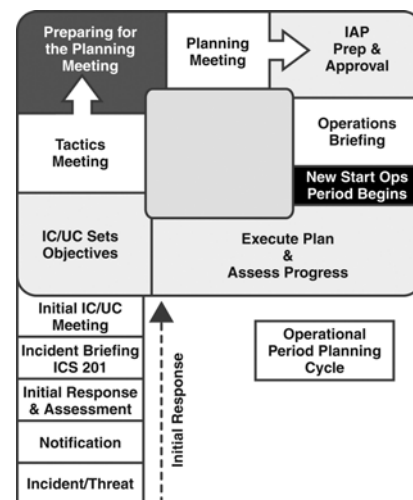 Preparing for
the Planning
Meeting
Planning
Meeting
IAP
Prep &
Approval
Tactics
Meeting
Operations
Briefing
New Start Ops
Period Begins
IC/UC Sets
Objectives
Execute Plan
&
Assess Progress
Initial IC/UC
Meeting
Incident Briefing
ICS 201
Initial Response
& Assessment
Notification
Incident/Threat
Initial Response
Operational
Period Planning
Cycle